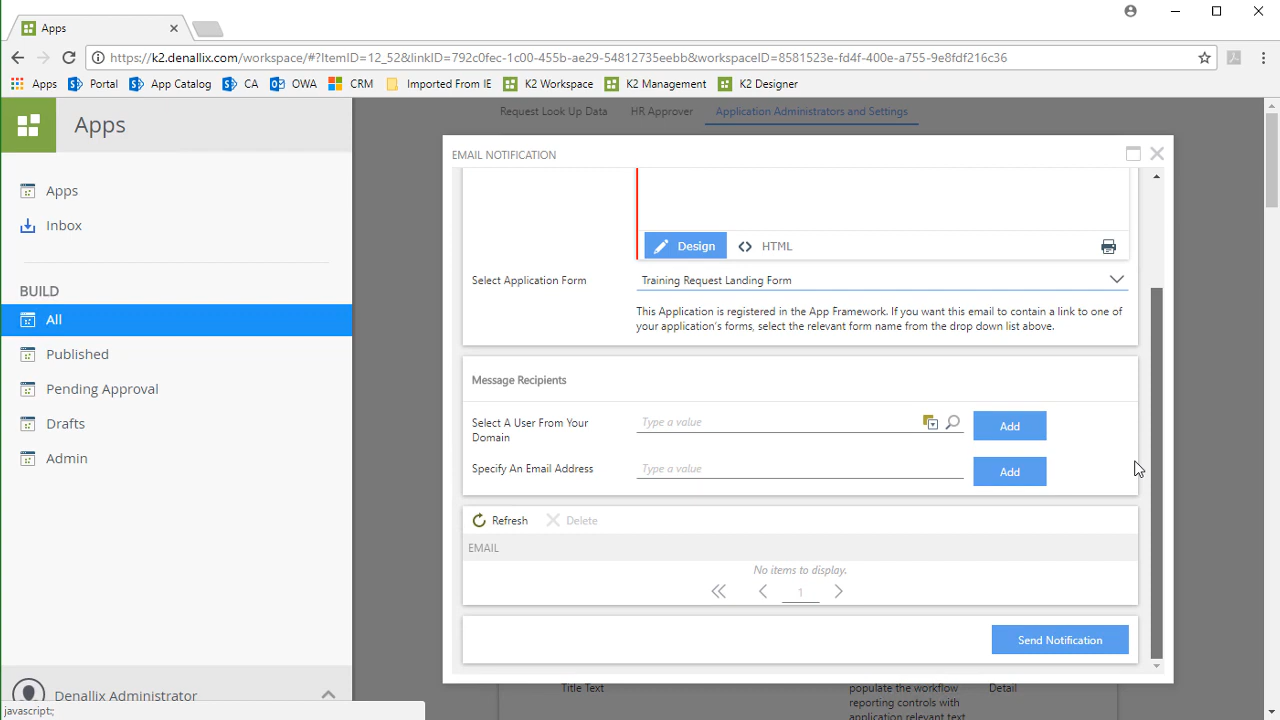 Apps
https://k2.denallix.com/workspace/#?ItemID=12_52&linkID=792c0fec-1c00-455b-ae29-54812735eebb&workspaceID=8581523e-fd4f-400e-a755-9e8fdf216c36
Apps Portal App Catalog CA OWA CRM Imported From IE K2 Workspace K2 Management K2 Designer
Apps
Request Look Up Data HR Approver Application Administrators and Settings
Apps
Inbox
BUILD
All
Published
Pending Approval
Drafts
Admin
Denallix Administrator
javascript:;
EMAIL NOTIFICATION
Design HTML
Select Application Form Training Request Landing Form
This Application is registered in the App Framework. If you want this email to contain a link to one of
your application's forms, select the relevant form name from the drop down list above.
Message Recipients
Select A User From Your
Domain
Type a value Add
Specify An Email Address Type a value Add
Refresh Delete
EMAIL
No items to display.
1
Send Notification
Title Text
populate the workflow
reporting controls with
application relevant text
Detail